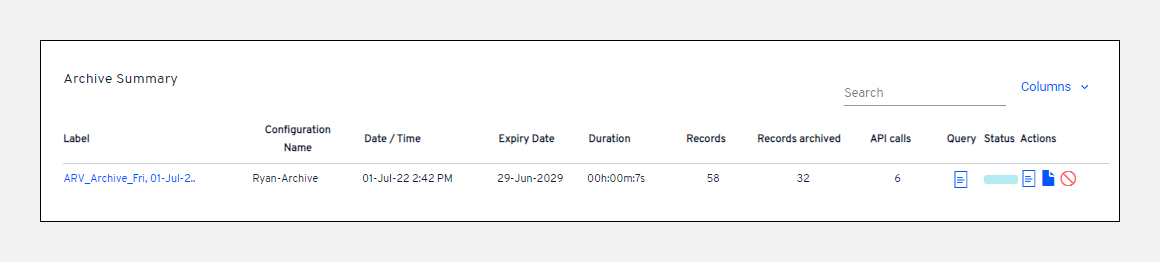 Archive Summary
Search
Columns
Label Configuration Name Date / Time Expiry Date Duration Records Records archived API calls Query Status Actions
ARV_Archive_Fri, 01-Jul-2.. Ryan-Archive 01-Jul-22 2:42 PM 29-Jun-2029 00h:00m:7s 58 32 6